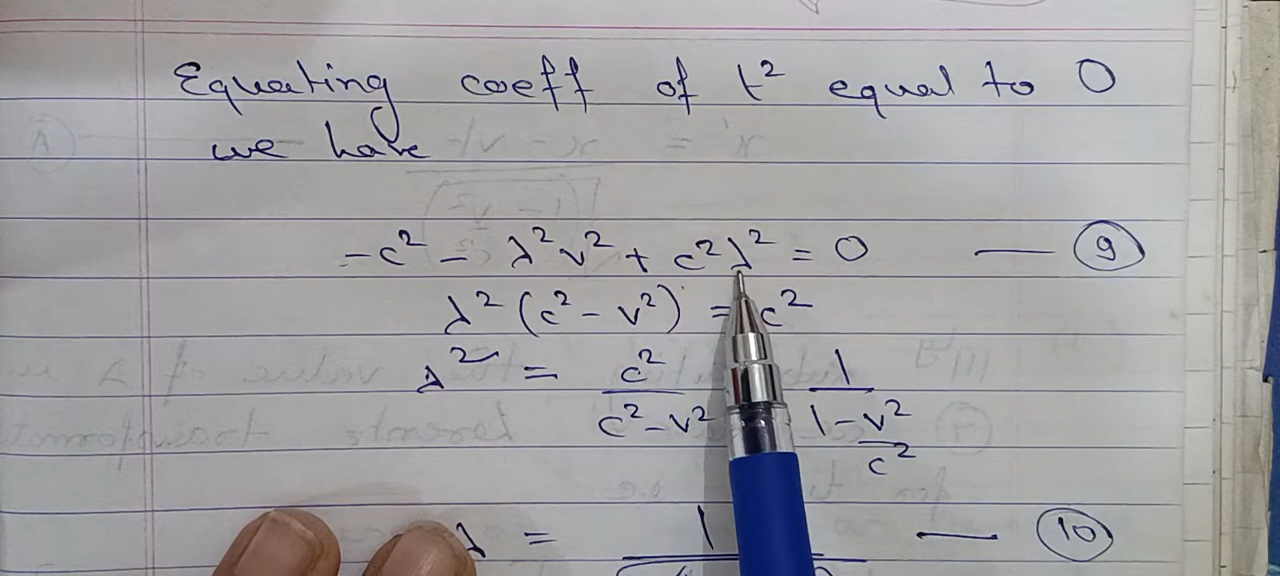 Equating coeff of t² equal to 0
we have
-c² - λ²v² + c²λ² = 0 — 9
λ²(c² - v²) = c²
λ² = c²/(c² - v²) 1/(1 - v²/c²)
λ = 1 — 10